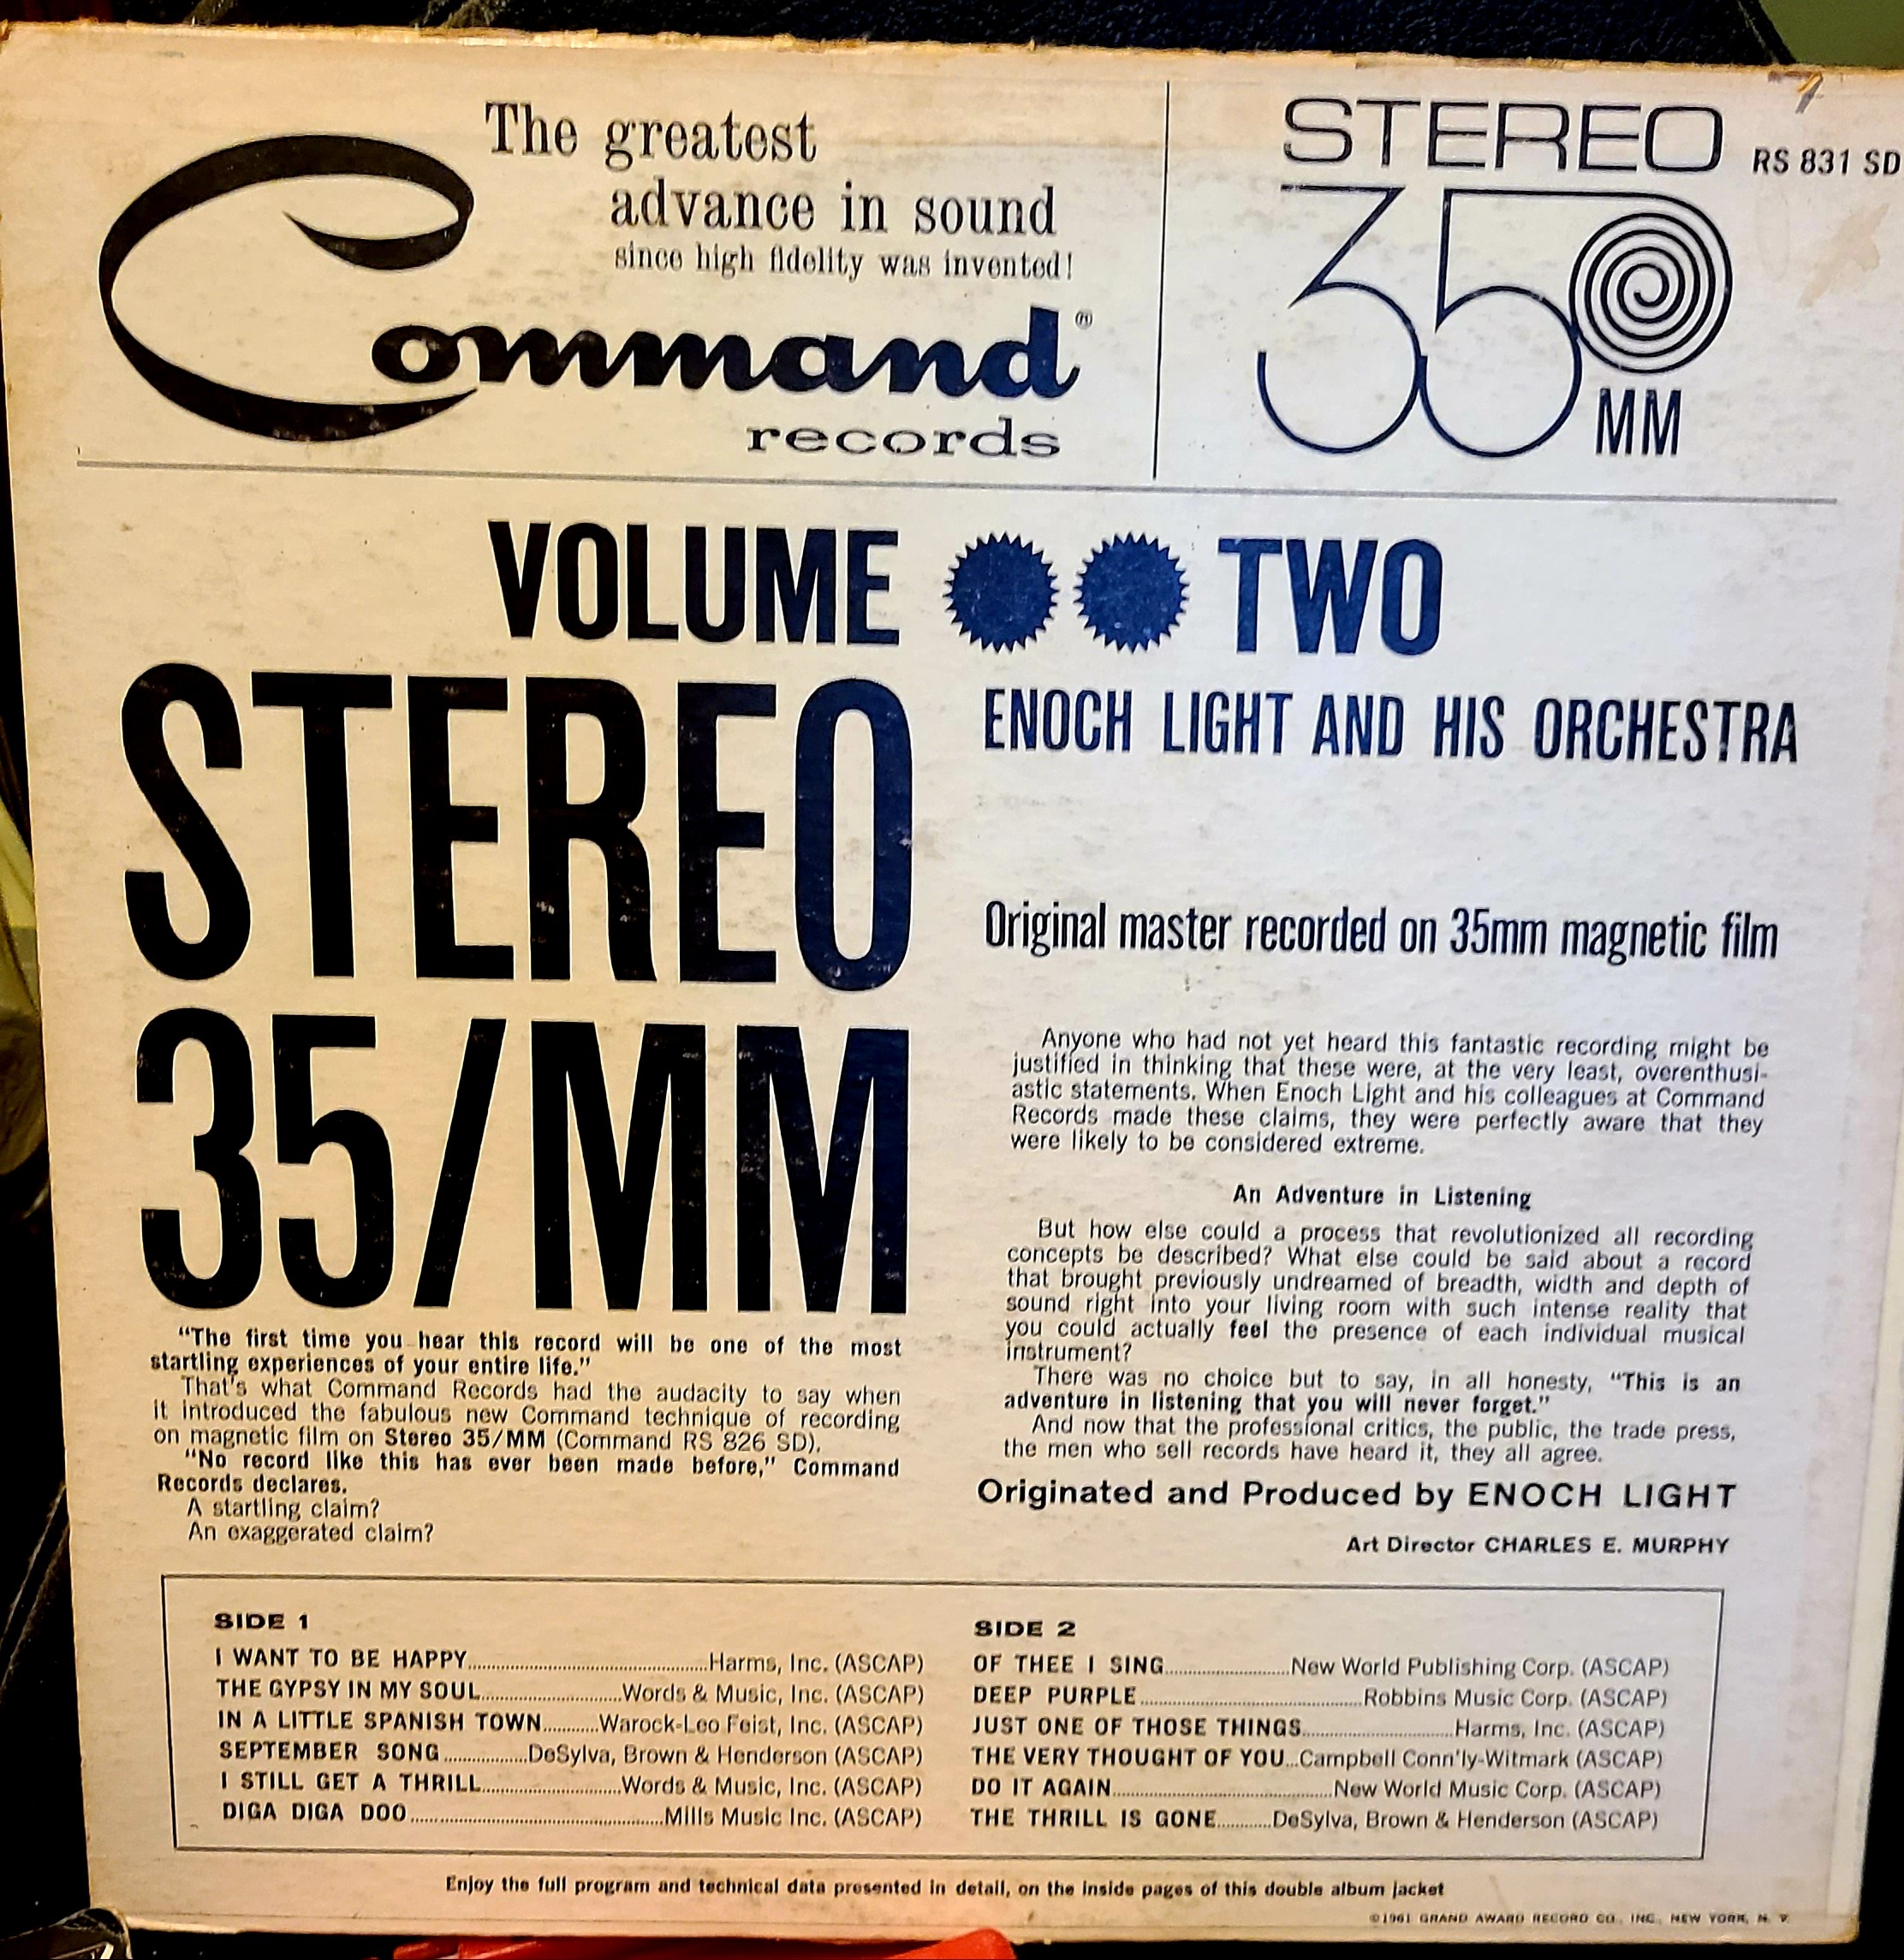 The greatest
advance in sound
since high fidelity was invented!
Command®
records
STEREO
RS 831 SD
35
MM
VOLUME TWO
STEREO
35/MM
ENOCH LIGHT AND HIS ORCHESTRA
Original master recorded on 35mm magnetic film
"The first time you hear this record will be one of the most
startling experiences of your entire life."
That's what Command Records had the audacity to say when
it introduced the fabulous new Command technique of recording
on magnetic film on Stereo 35/MM (Command RS 826 SD).
"No record like this has ever been made before," Command
Records declares.
A startling claim?
An exaggerated claim?
Anyone who had not yet heard this fantastic recording might be
justified in thinking that these were, at the very least, overenthusi-
astic statements. When Enoch Light and his colleagues at Command
Records made these claims, they were perfectly aware that they
were likely to be considered extreme.
An Adventure in Listening
But how else could a process that revolutionized all recording
concepts be described? What else could be said about a record
that brought previously undreamed of breadth, width and depth of
sound right into your living room with such intense reality that
you could actually feel the presence of each individual musical
instrument?
There was no choice but to say, in all honesty, "This is an
adventure in listening that you will never forget."
And now that the professional critics, the public, the trade press,
the men who sell records have heard it, they all agree.
Originated and Produced by ENOCH LIGHT
Art Director CHARLES E. MURPHY
SIDE 1
I WANT TO BE HAPPY....Harms, Inc. (ASCAP)
THE GYPSY IN MY SOUL....Words & Music, Inc. (ASCAP)
IN A LITTLE SPANISH TOWN....Warock-Leo Feist, Inc. (ASCAP)
SEPTEMBER SONG....DeSylva, Brown & Henderson (ASCAP)
I STILL GET A THRILL....Words & Music, Inc. (ASCAP)
DIGA DIGA DOO....Mills Music Inc. (ASCAP)
SIDE 2
OF THEE I SING....New World Publishing Corp. (ASCAP)
DEEP PURPLE....Robbins Music Corp. (ASCAP)
JUST ONE OF THOSE THINGS....Harms, Inc. (ASCAP)
THE VERY THOUGHT OF YOU...Campbell Conn'ly-Witmark (ASCAP)
DO IT AGAIN....New World Music Corp. (ASCAP)
THE THRILL IS GONE....DeSylva, Brown & Henderson (ASCAP)
Enjoy the full program and technical data presented in detail, on the inside pages of this double album jacket
©1961 GRAND AWARD RECORD CO., INC., NEW YORK, N. Y.